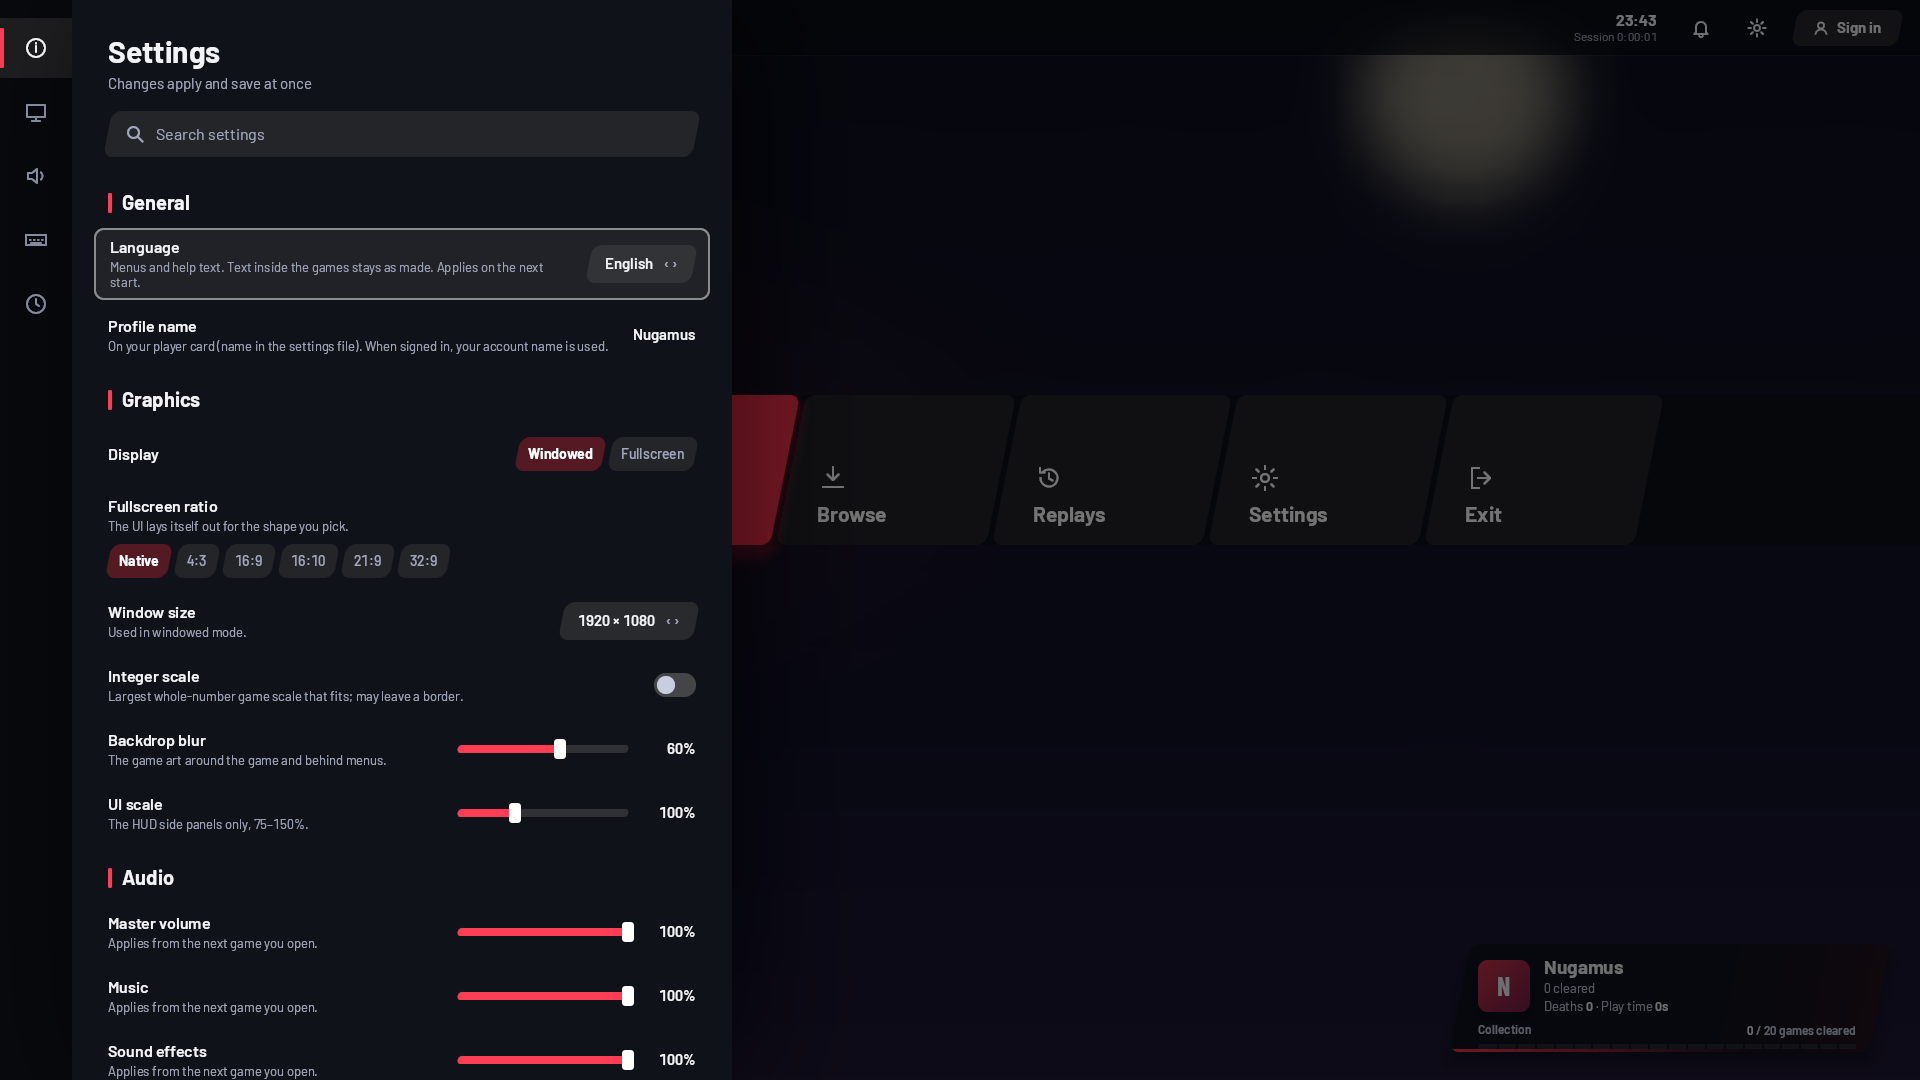 Settings
Changes apply and save at once
Search settings
General
Language
Menus and help text. Text inside the games stays as made. Applies on the next
start.
English ‹ ›
Profile name
On your player card (name in the settings file). When signed in, your account name is used.
Nugamus
Graphics
Display
Windowed
Fullscreen
Fullscreen ratio
The UI lays itself out for the shape you pick.
Native
4:3
16:9
16:10
21:9
32:9
Window size
Used in windowed mode.
1920 × 1080 ‹ ›
Integer scale
Largest whole-number game scale that fits; may leave a border.
Backdrop blur
The game art around the game and behind menus.
60%
UI scale
The HUD side panels only, 75–150%.
100%
Audio
Master volume
Applies from the next game you open.
100%
Music
Applies from the next game you open.
100%
Sound effects
Applies from the next game you open.
100%
23:43
Session 0:00:01
Sign in
Browse
Replays
Settings
Exit
N
Nugamus
0 cleared
Deaths 0 · Play time 0s
Collection
0 / 20 games cleared